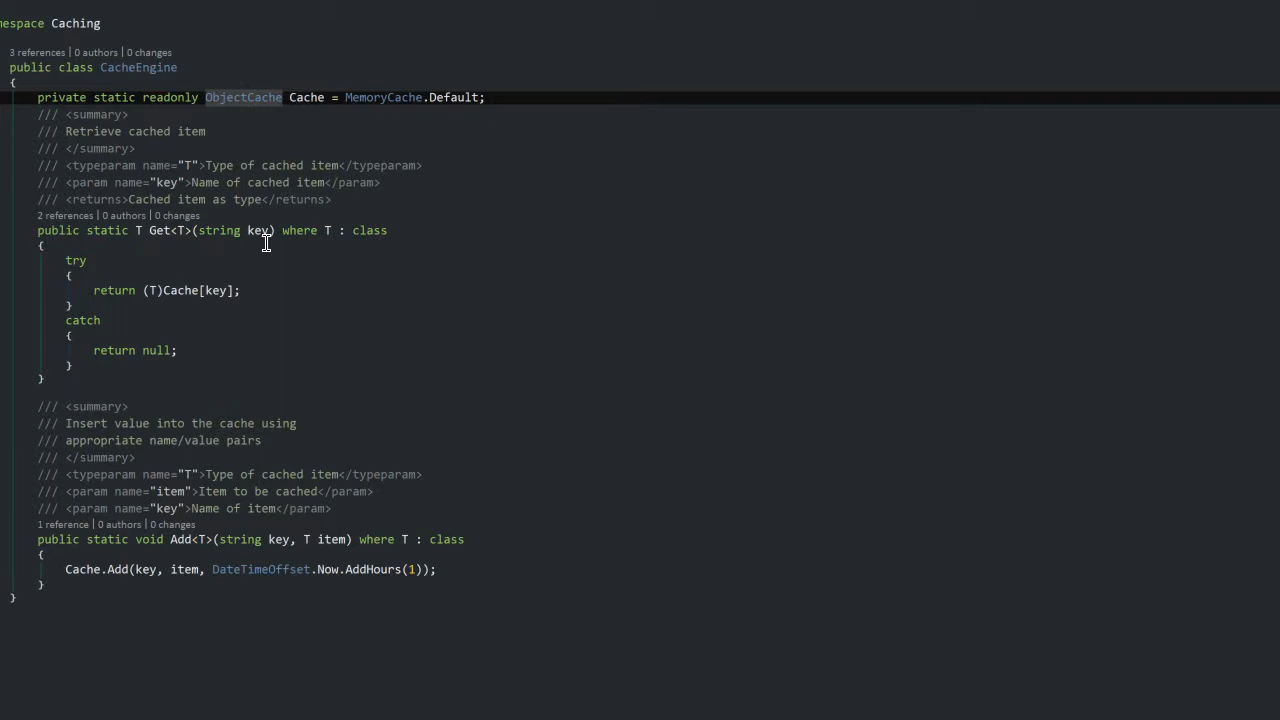 mespace Caching
3 references | 0 authors | 0 changes
public class CacheEngine
{
private static readonly ObjectCache Cache = MemoryCache.Default;
/// <summary>
/// Retrieve cached item
/// </summary>
/// <typeparam name="T">Type of cached item</typeparam>
/// <param name="key">Name of cached item</param>
/// <returns>Cached item as type</returns>
2 references | 0 authors | 0 changes
public static T Get<T>(string key) where T : class
{
try
{
return (T)Cache[key];
}
catch
{
return null;
}
}
/// <summary>
/// Insert value into the cache using
/// appropriate name/value pairs
/// </summary>
/// <typeparam name="T">Type of cached item</typeparam>
/// <param name="item">Item to be cached</param>
/// <param name="key">Name of item</param>
1 reference | 0 authors | 0 changes
public static void Add<T>(string key, T item) where T : class
{
Cache.Add(key, item, DateTimeOffset.Now.AddHours(1));
}
}